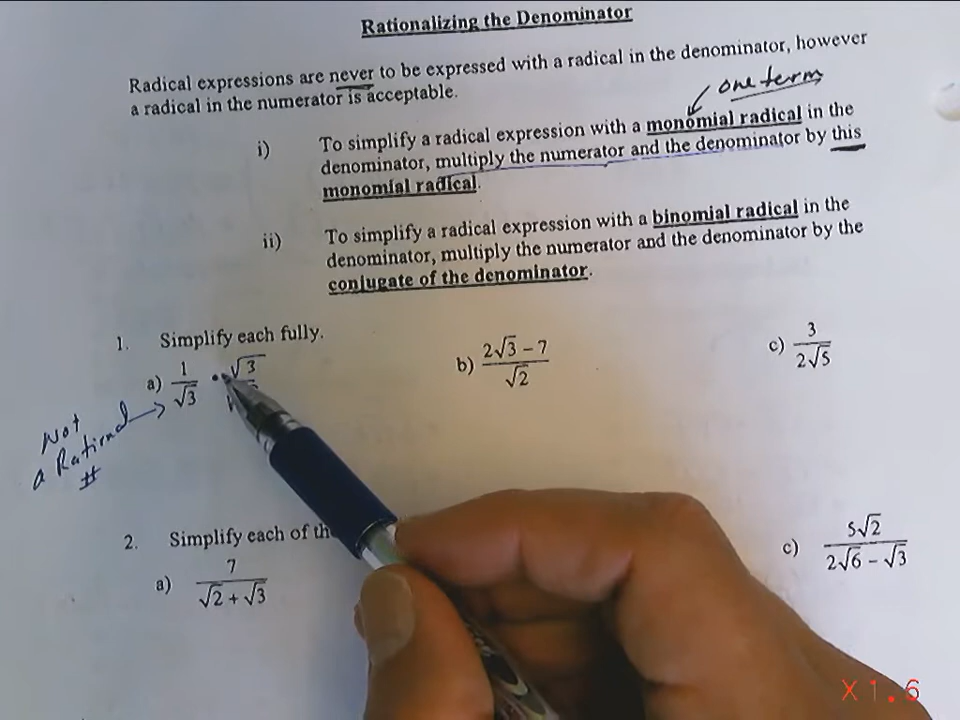 Rationalizing the Denominator
Radical expressions are never to be expressed with a radical in the denominator, however
a radical in the numerator is acceptable.
one term
i) To simplify a radical expression with a monomial radical in the
denominator, multiply the numerator and the denominator by this
monomial radical.
ii) To simplify a radical expression with a binomial radical in the
denominator, multiply the numerator and the denominator by the
conjugate of the denominator.
1. Simplify each fully.
a) 1/√3 · √3
b) (2√3 − 7)/√2
c) 3/(2√5)
Not
a Rational
#
2. Simplify each of
a) 7/(√2 + √3)
c) 5√2/(2√6 − √3)
X1.6